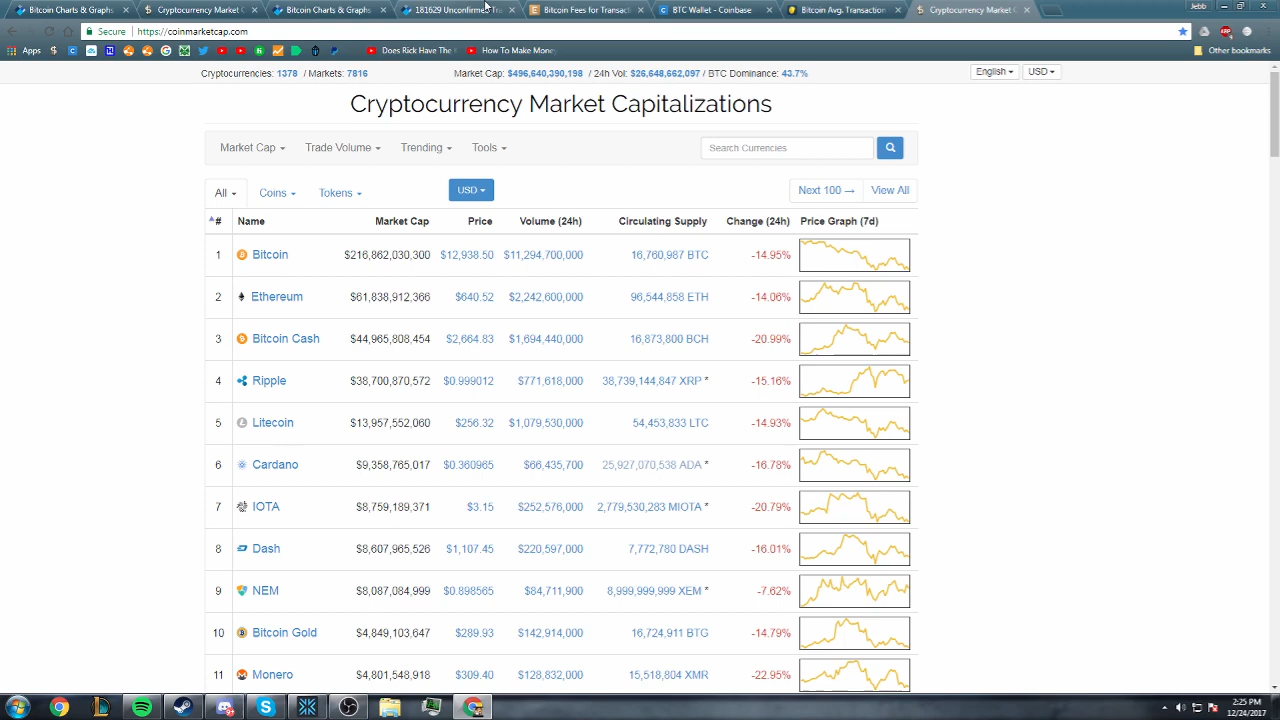 Bitcoin Charts & Graphs
Cryptocurrency Market C
Bitcoin Charts & Graphs
181629 Unconfirmed Tra
Bitcoin Fees for Transac
BTC Wallet - Coinbase
Bitcoin Avg. Transaction
Cryptocurrency Market C
Jebb
Secure https://coinmarketcap.com
Apps
Does Rick Have The
How To Make Money
Other bookmarks
Cryptocurrencies: 1378 / Markets: 7816
Market Cap: $496,640,390,198 / 24h Vol: $26,648,662,097 / BTC Dominance: 43.7%
English
USD
Cryptocurrency Market Capitalizations
Market Cap Trade Volume Trending Tools
Search Currencies
All Coins Tokens USD Next 100 → View All
# Name Market Cap Price Volume (24h) Circulating Supply Change (24h) Price Graph (7d)
1 Bitcoin $216,862,030,300 $12,938.50 $11,294,700,000 16,760,987 BTC -14.95%
2 Ethereum $61,838,912,366 $640.52 $2,242,600,000 96,544,858 ETH -14.06%
3 Bitcoin Cash $44,965,808,454 $2,664.83 $1,694,440,000 16,873,800 BCH -20.99%
4 Ripple $38,700,870,572 $0.999012 $771,618,000 38,739,144,847 XRP * -15.16%
5 Litecoin $13,957,552,060 $256.32 $1,079,530,000 54,453,833 LTC -14.93%
6 Cardano $9,358,765,017 $0.360965 $66,435,700 25,927,070,538 ADA * -16.78%
7 IOTA $8,759,189,371 $3.15 $252,576,000 2,779,530,283 MIOTA * -20.79%
8 Dash $8,607,965,526 $1,107.45 $220,597,000 7,772,780 DASH -16.01%
9 NEM $8,087,084,999 $0.898565 $84,711,900 8,999,999,999 XEM * -7.62%
10 Bitcoin Gold $4,849,103,647 $289.93 $142,914,000 16,724,911 BTG -14.79%
11 Monero $4,801,548,918 $309.40 $128,832,000 15,518,804 XMR -22.95%
2:25 PM
12/24/2017